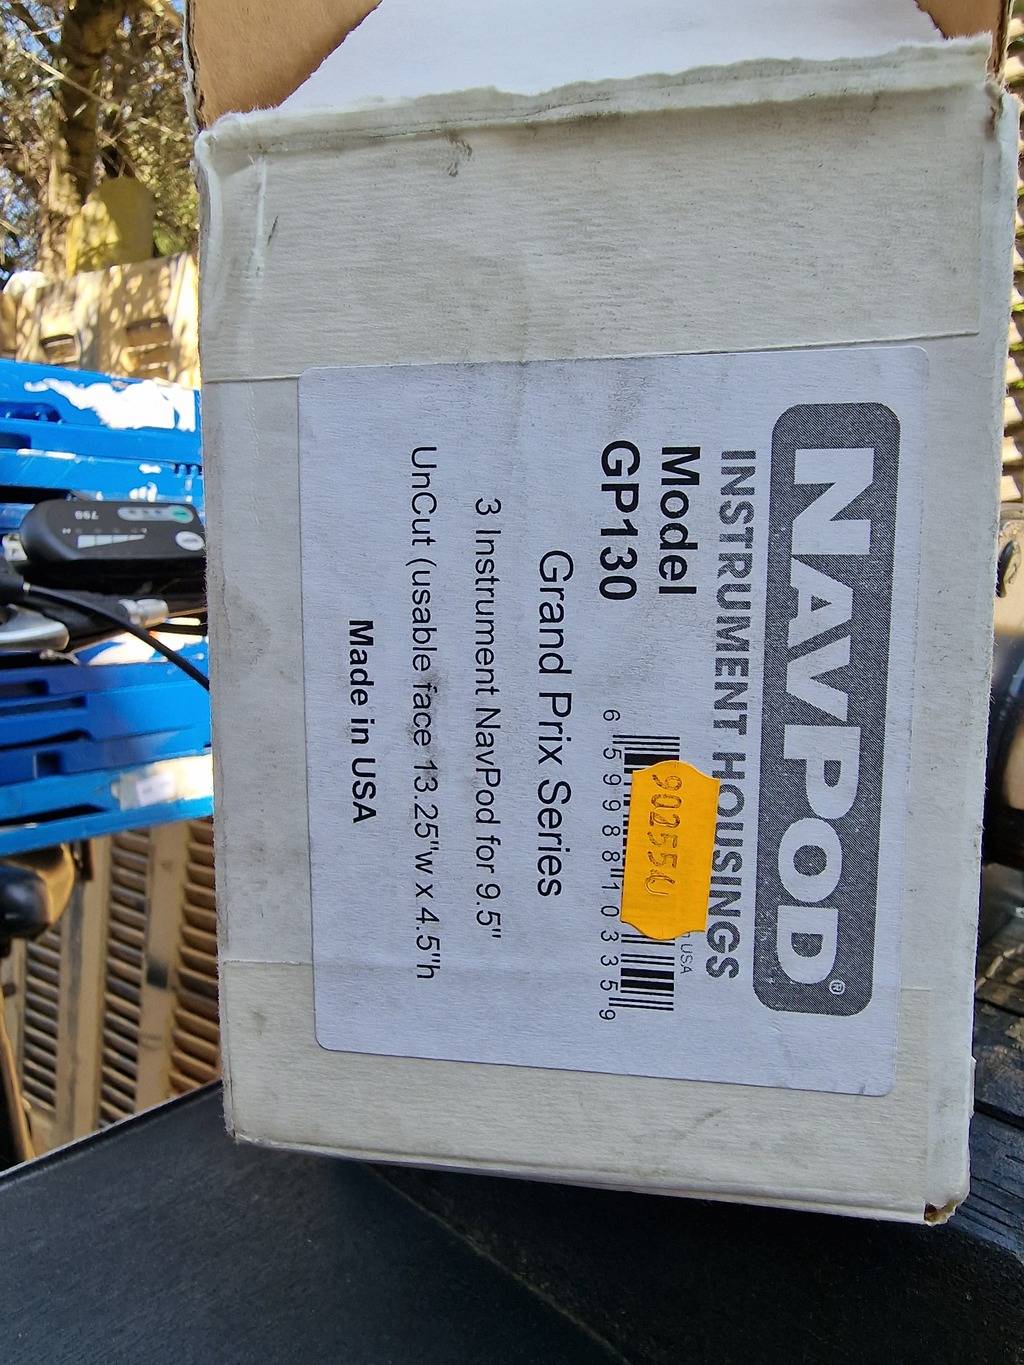 NAVPOD®
INSTRUMENT HOUSINGS
Model
GP130
USA
902554
6 59988 10335 9
Grand Prix Series
3 Instrument NavPod for 9.5"
UnCut (usable face 13.25"w x 4.5"h
Made in USA